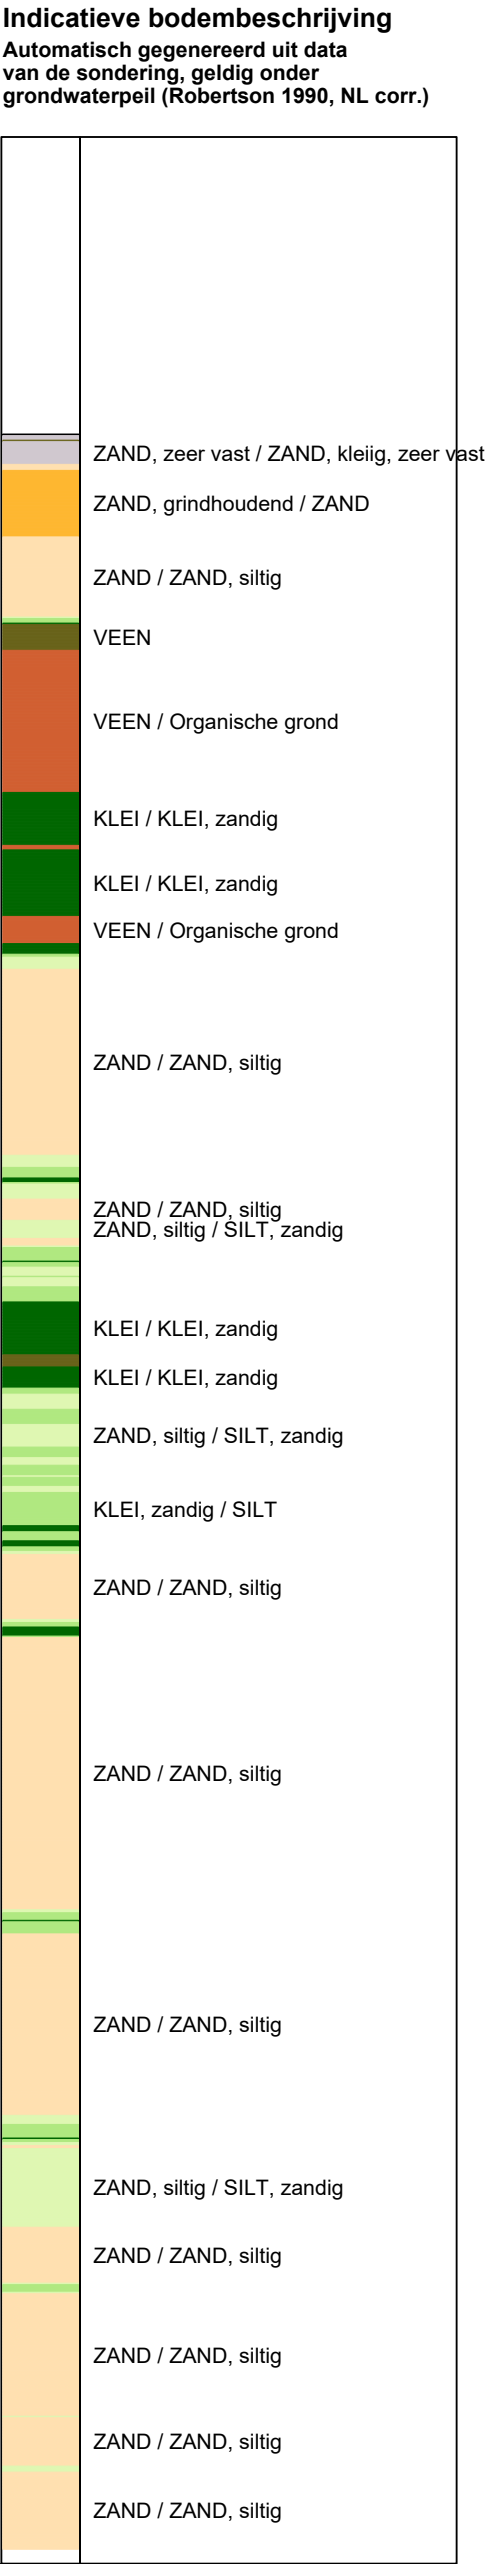 Indicatieve bodembeschrijving
Automatisch gegenereerd uit data
van de sondering, geldig onder
grondwaterpeil (Robertson 1990, NL corr.)
ZAND, zeer vast / ZAND, kleiig, zeer vast
ZAND, grindhoudend / ZAND
ZAND / ZAND, siltig
VEEN
VEEN / Organische grond
KLEI / KLEI, zandig
KLEI / KLEI, zandig
VEEN / Organische grond
ZAND / ZAND, siltig
ZAND / ZAND, siltig
ZAND, siltig / SILT, zandig
KLEI / KLEI, zandig
KLEI / KLEI, zandig
ZAND, siltig / SILT, zandig
KLEI, zandig / SILT
ZAND / ZAND, siltig
ZAND / ZAND, siltig
ZAND / ZAND, siltig
ZAND, siltig / SILT, zandig
ZAND / ZAND, siltig
ZAND / ZAND, siltig
ZAND / ZAND, siltig
ZAND / ZAND, siltig